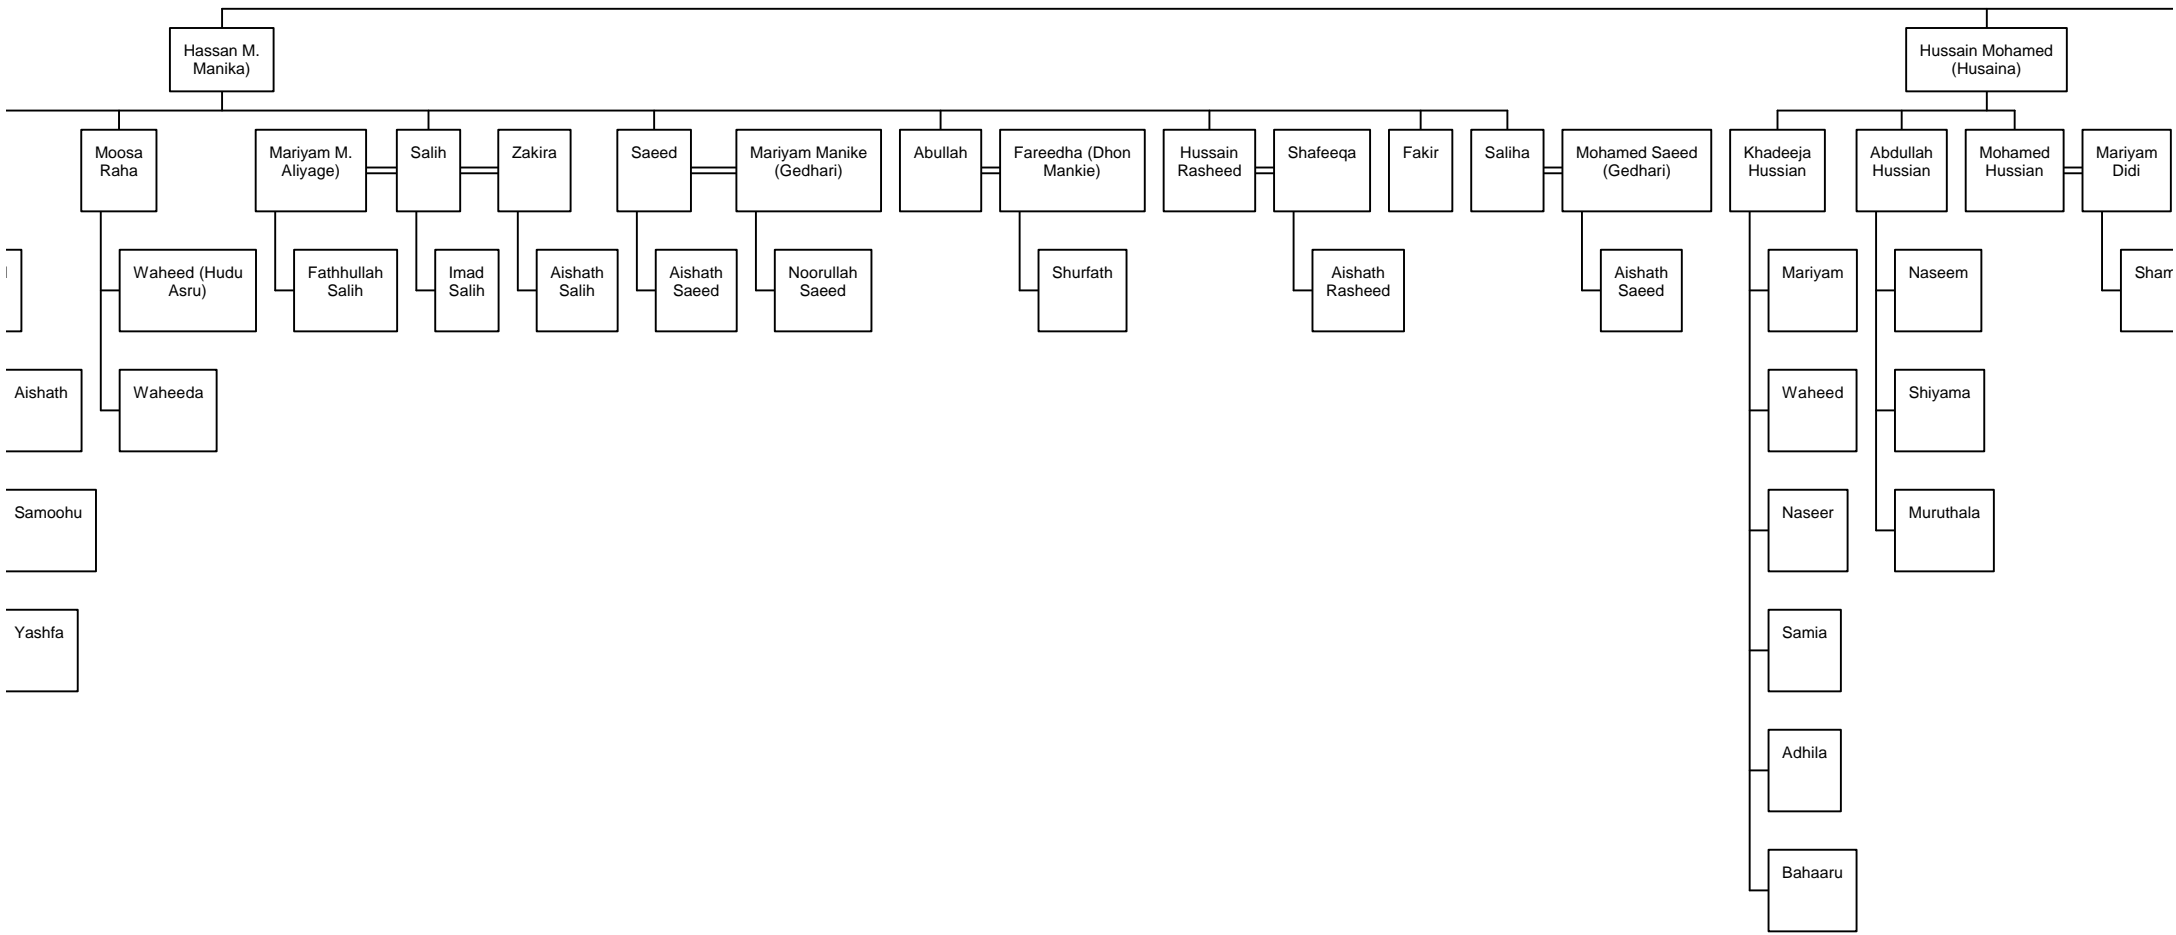 Hassan M.
Manika)
Hussain Mohamed
(Husaina)
Moosa
Raha
Mariyam M.
Aliyage)
Salih
Zakira
Saeed
Mariyam Manike
(Gedhari)
Abullah
Fareedha (Dhon
Mankie)
Hussain
Rasheed
Shafeeqa
Fakir
Saliha
Mohamed Saeed
(Gedhari)
Khadeeja
Hussian
Abdullah
Hussian
Mohamed
Hussian
Mariyam
Didi
Waheed (Hudu
Asru)
Fathhullah
Salih
Imad
Salih
Aishath
Salih
Aishath
Saeed
Noorullah
Saeed
Shurfath
Aishath
Rasheed
Aishath
Saeed
Mariyam
Naseem
Aishath
Waheeda
Waheed
Shiyama
Samoohu
Naseer
Muruthala
Yashfa
Samia
Adhila
Bahaaru